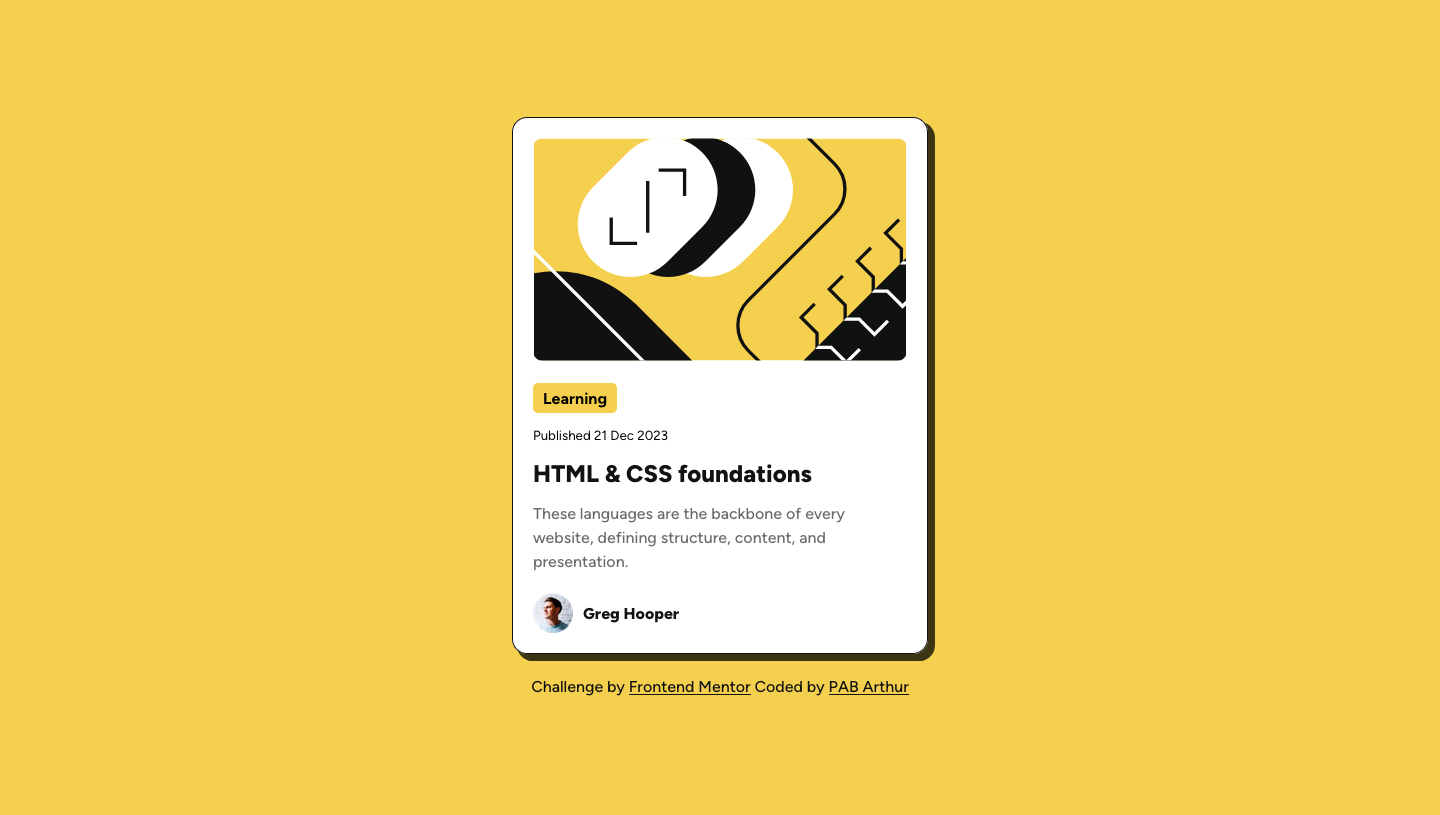 Learning
Published 21 Dec 2023
HTML & CSS foundations
These languages are the backbone of every
website, defining structure, content, and
presentation.
Greg Hooper
Challenge by Frontend Mentor Coded by PAB Arthur